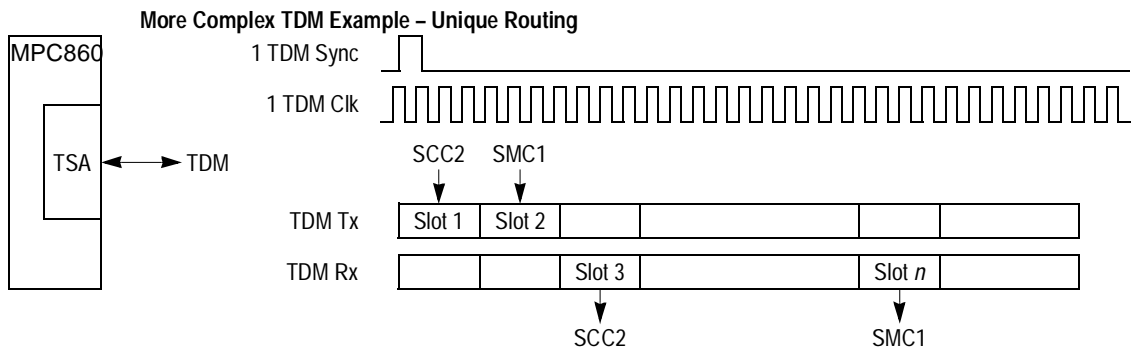 More Complex TDM Example – Unique Routing
MPC860
1 TDM Sync
1 TDM Clk
SCC2 SMC1
TSA TDM
TDM Tx Slot 1 Slot 2
TDM Rx Slot 3 Slot n
SCC2 SMC1